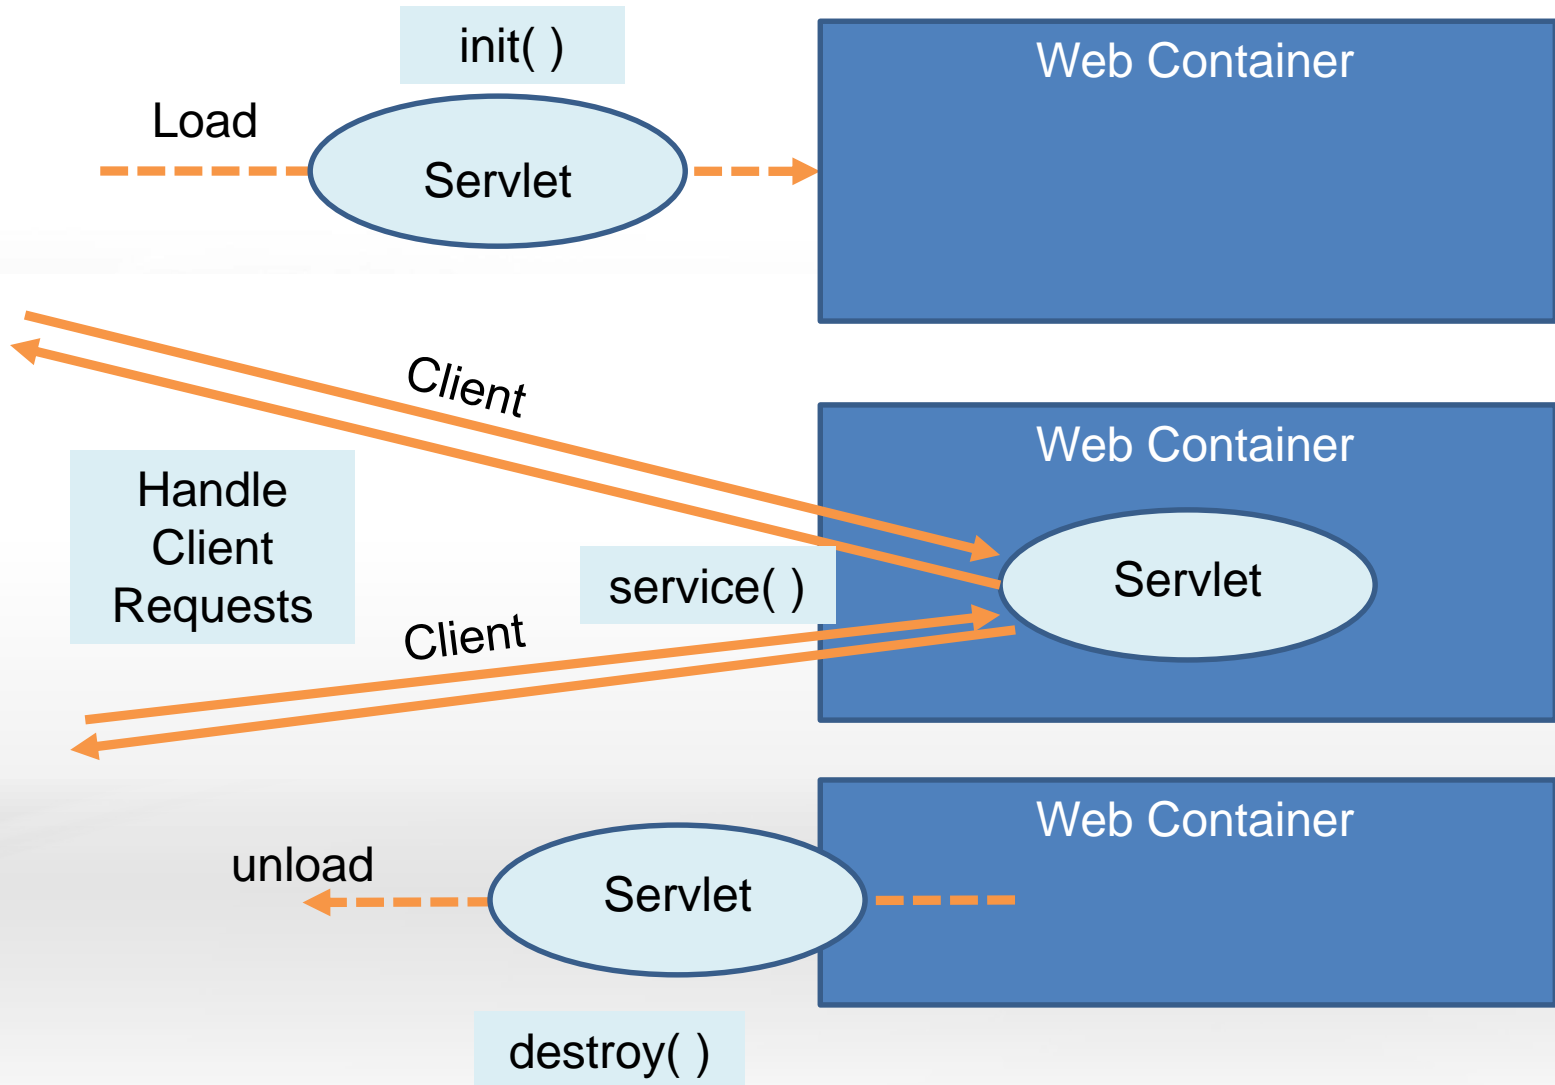 init( )
Web Container
Load
Servlet
Client
Web Container
Handle
Client
Requests
service( )
Servlet
Client
Web Container
unload
Servlet
destroy( )